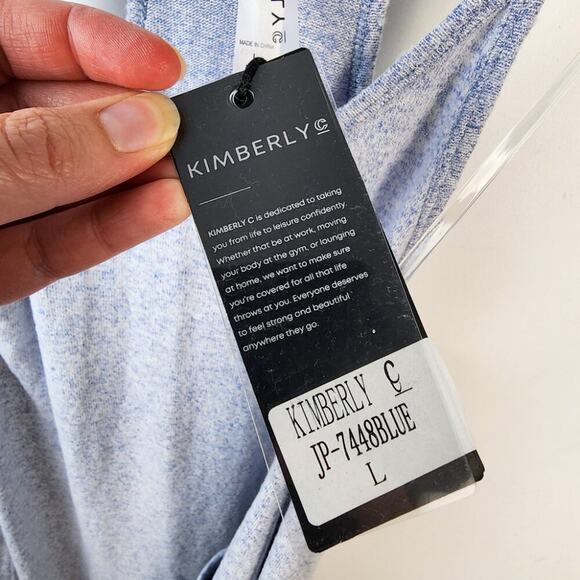 LY C
MADE IN CHINA
KIMBERLY C
KIMBERLY C is dedicated to taking
you from life to leisure confidently.
Whether that be at work, moving
your body at the gym, or lounging
at home, we want to make sure
you're covered for all that life
throws at you. Everyone deserves
to feel strong and beautiful
anywhere they go.
KIMBERLY C
JP-7448BLUE
L